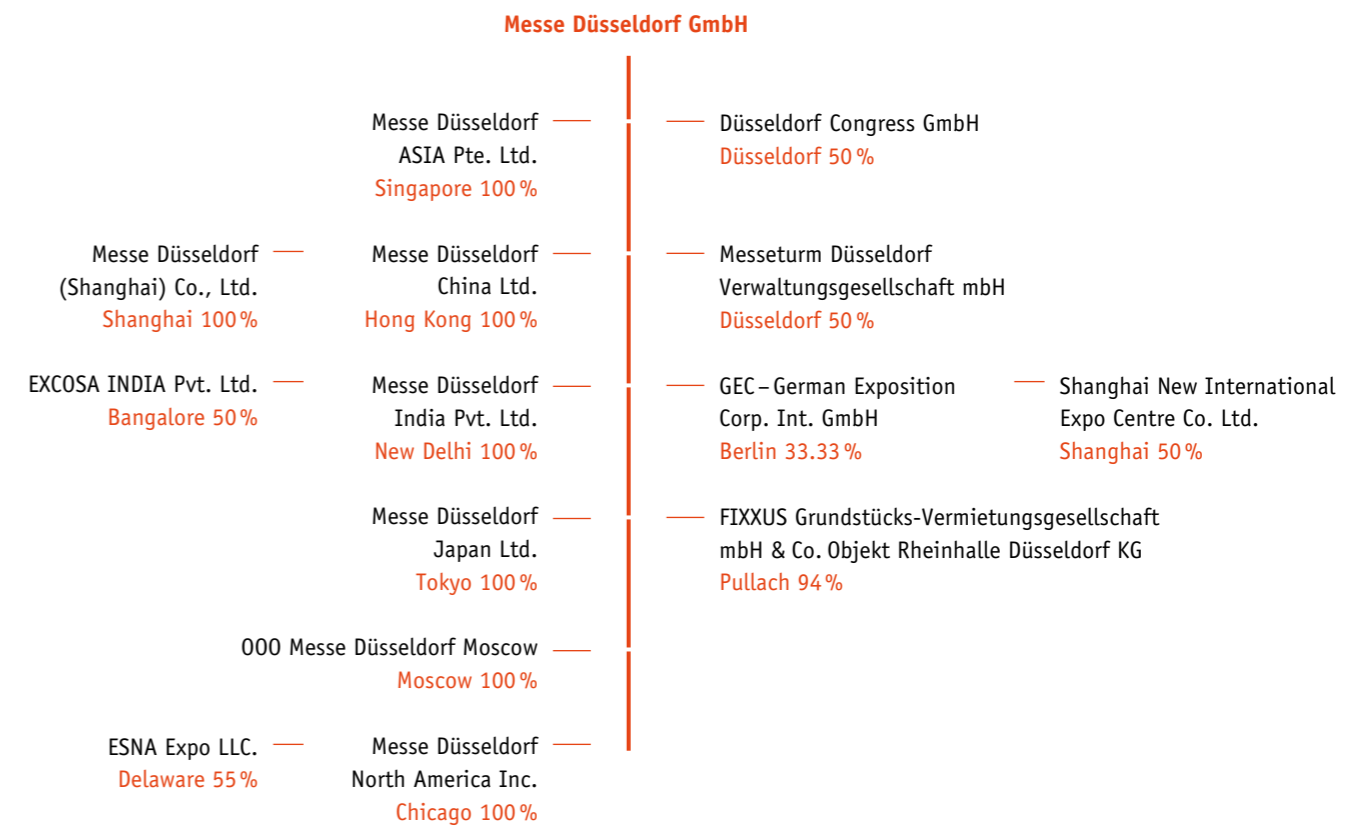 Messe Düsseldorf GmbH
Messe Düsseldorf
ASIA Pte. Ltd.
Singapore 100 %
Düsseldorf Congress GmbH
Düsseldorf 50 %
Messe Düsseldorf
(Shanghai) Co., Ltd.
Shanghai 100 %
Messe Düsseldorf
China Ltd.
Hong Kong 100 %
Messeturm Düsseldorf
Verwaltungsgesellschaft mbH
Düsseldorf 50 %
EXCOSA INDIA Pvt. Ltd.
Bangalore 50 %
Messe Düsseldorf
India Pvt. Ltd.
New Delhi 100 %
GEC – German Exposition
Corp. Int. GmbH
Berlin 33.33 %
Shanghai New International
Expo Centre Co. Ltd.
Shanghai 50 %
Messe Düsseldorf
Japan Ltd.
Tokyo 100 %
FIXXUS Grundstücks-Vermietungsgesellschaft
mbH & Co. Objekt Rheinhalle Düsseldorf KG
Pullach 94 %
OOO Messe Düsseldorf Moscow
Moscow 100 %
ESNA Expo LLC.
Delaware 55 %
Messe Düsseldorf
North America Inc.
Chicago 100 %